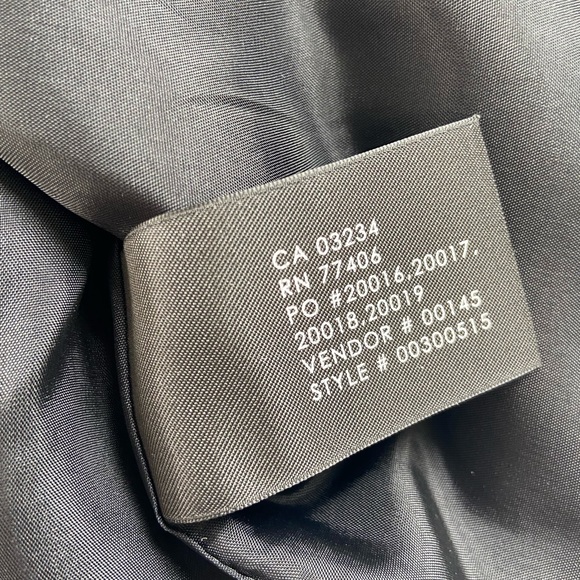 CA 03234
RN 77406
PO #20016,20017,
20018,20019
VENDOR # 00145
STYLE # 00300515